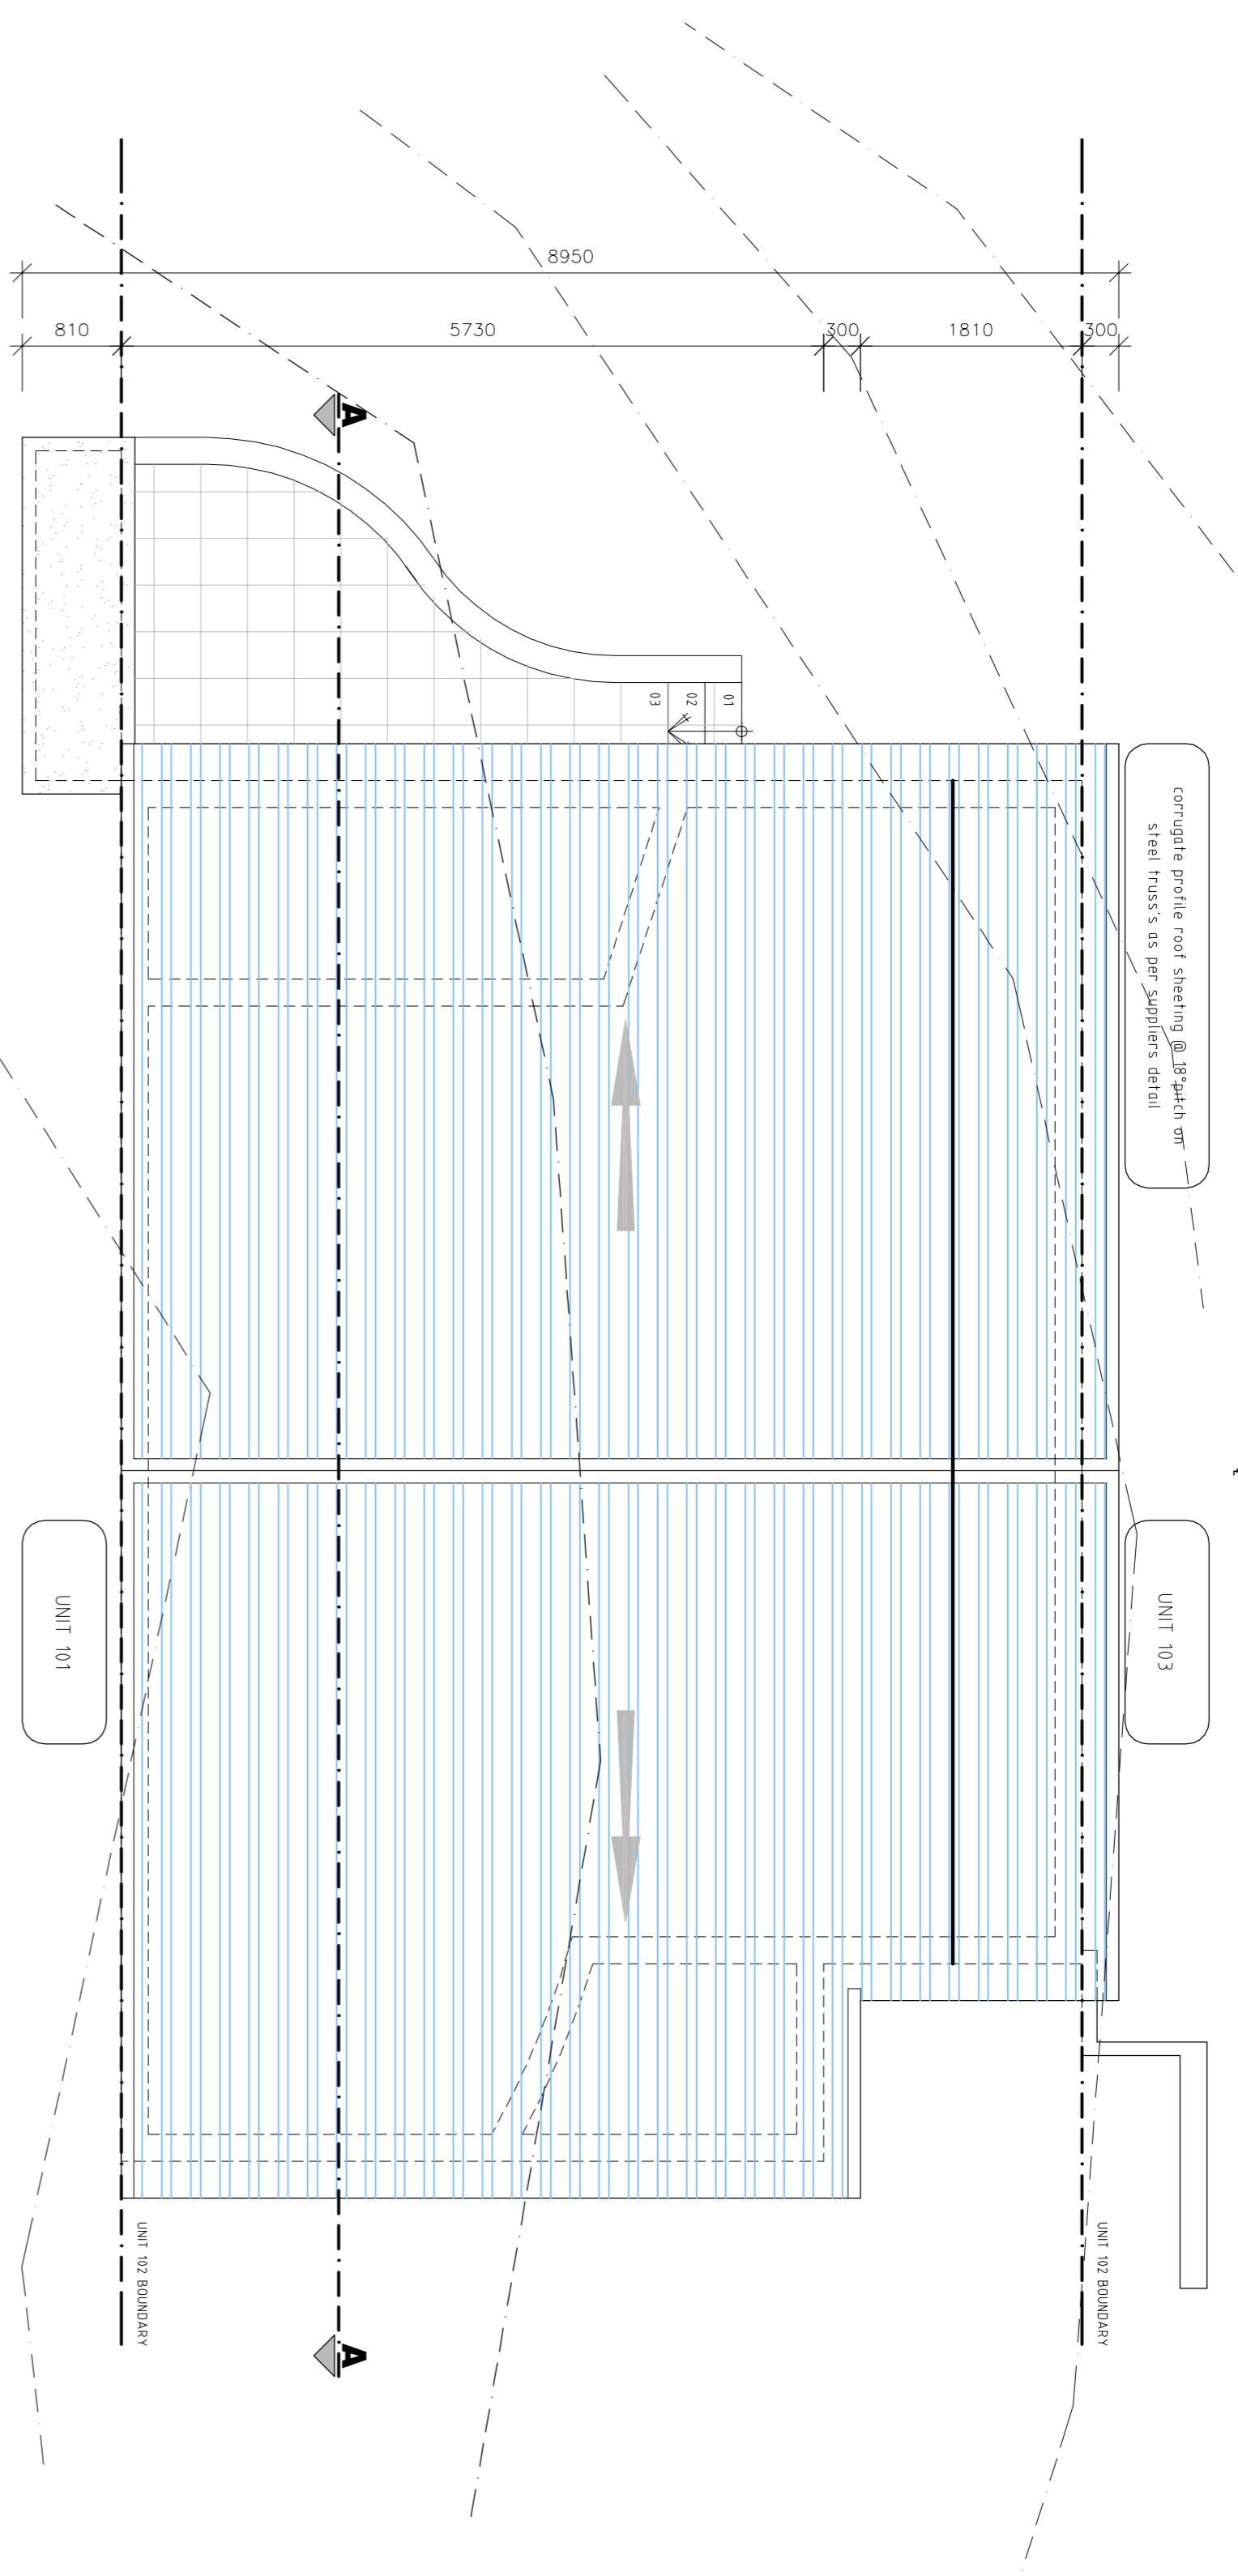 8950
810
5730
300
1810
300
A
01
02
03
corrugate profile roof sheeting @ 18°pitch on
steel truss's as per suppliers detail
UNIT 101
UNIT 103
UNIT 102 BOUNDARY
UNIT 102 BOUNDARY
A